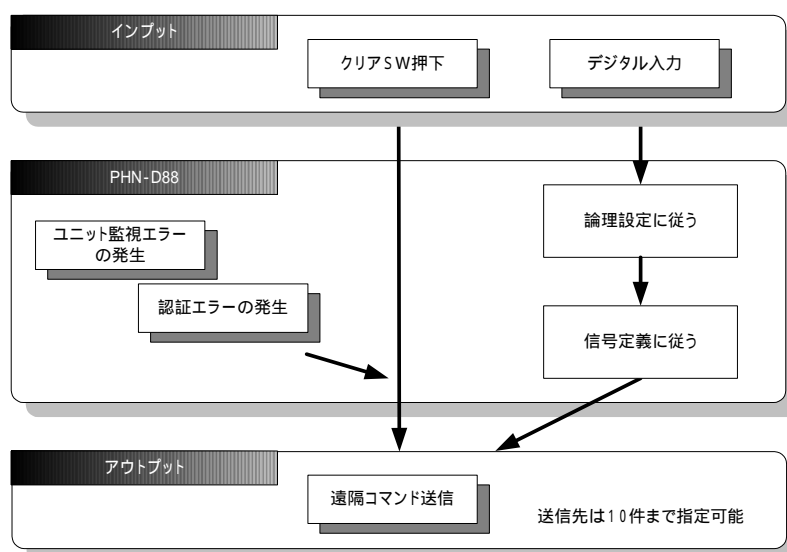 インプット
クリアSW押下
デジタル入力
PHN-D88
論理設定に従う
ユニット監視エラー
の発生
認証エラーの発生
信号定義に従う
アウトプット
遠隔コマンド送信
送信先は10件まで指定可能